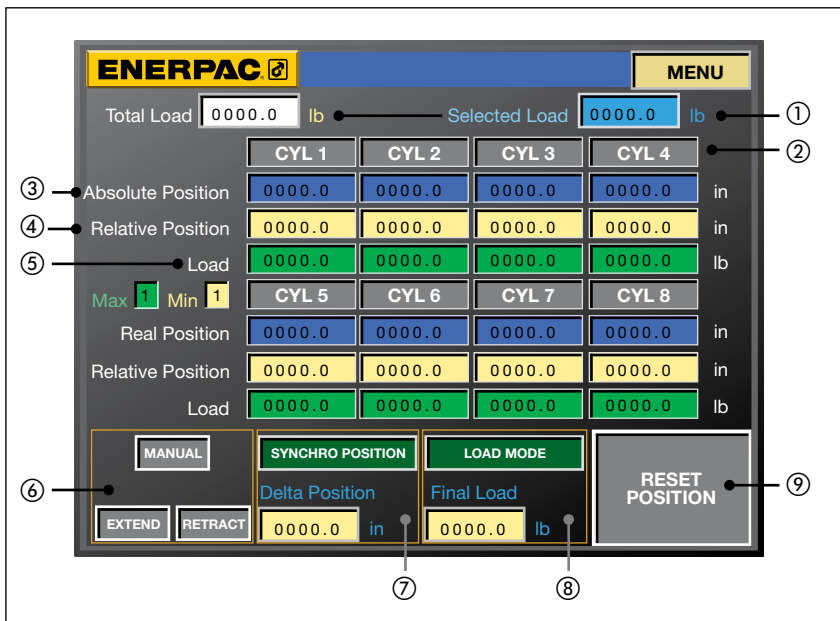 ENERPAC
MENU
Total Load 0000.0 lb Selected Load 0000.0 lb ①
CYL 1 CYL 2 CYL 3 CYL 4 ②
③ Absolute Position 0000.0 0000.0 0000.0 0000.0 in
④ Relative Position 0000.0 0000.0 0000.0 0000.0 in
⑤ Load 0000.0 0000.0 0000.0 0000.0 lb
Max 1 Min 1 CYL 5 CYL 6 CYL 7 CYL 8
Real Position 0000.0 0000.0 0000.0 0000.0 in
Relative Position 0000.0 0000.0 0000.0 0000.0 in
Load 0000.0 0000.0 0000.0 0000.0 lb
MANUAL
⑥
EXTEND RETRACT
SYNCHRO POSITION
Delta Position
0000.0 in
⑦
LOAD MODE
Final Load
0000.0 lb
⑧
RESET
POSITION
⑨